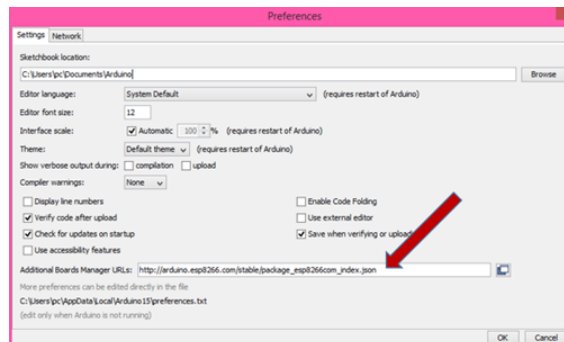 Preferences
Settings Network
Sketchbook location:
C:\Users\pc\Documents\Arduino Browse
Editor language: System Default (requires restart of Arduino)
Editor font size: 12
Interface scale: Automatic 100 % (requires restart of Arduino)
Theme: Default theme (requires restart of Arduino)
Show verbose output during: compilation upload
Compiler warnings: None
Display line numbers Enable Code Folding
Verify code after upload Use external editor
Check for updates on startup Save when verifying or uploadi
Use accessibility features
Additional Boards Manager URLs: http://arduino.esp8266.com/stable/package_esp8266com_index.json
More preferences can be edited directly in the file
C:\Users\pc\AppData\Local\Arduino15\preferences.txt
(edit only when Arduino is not running)
OK Cancel